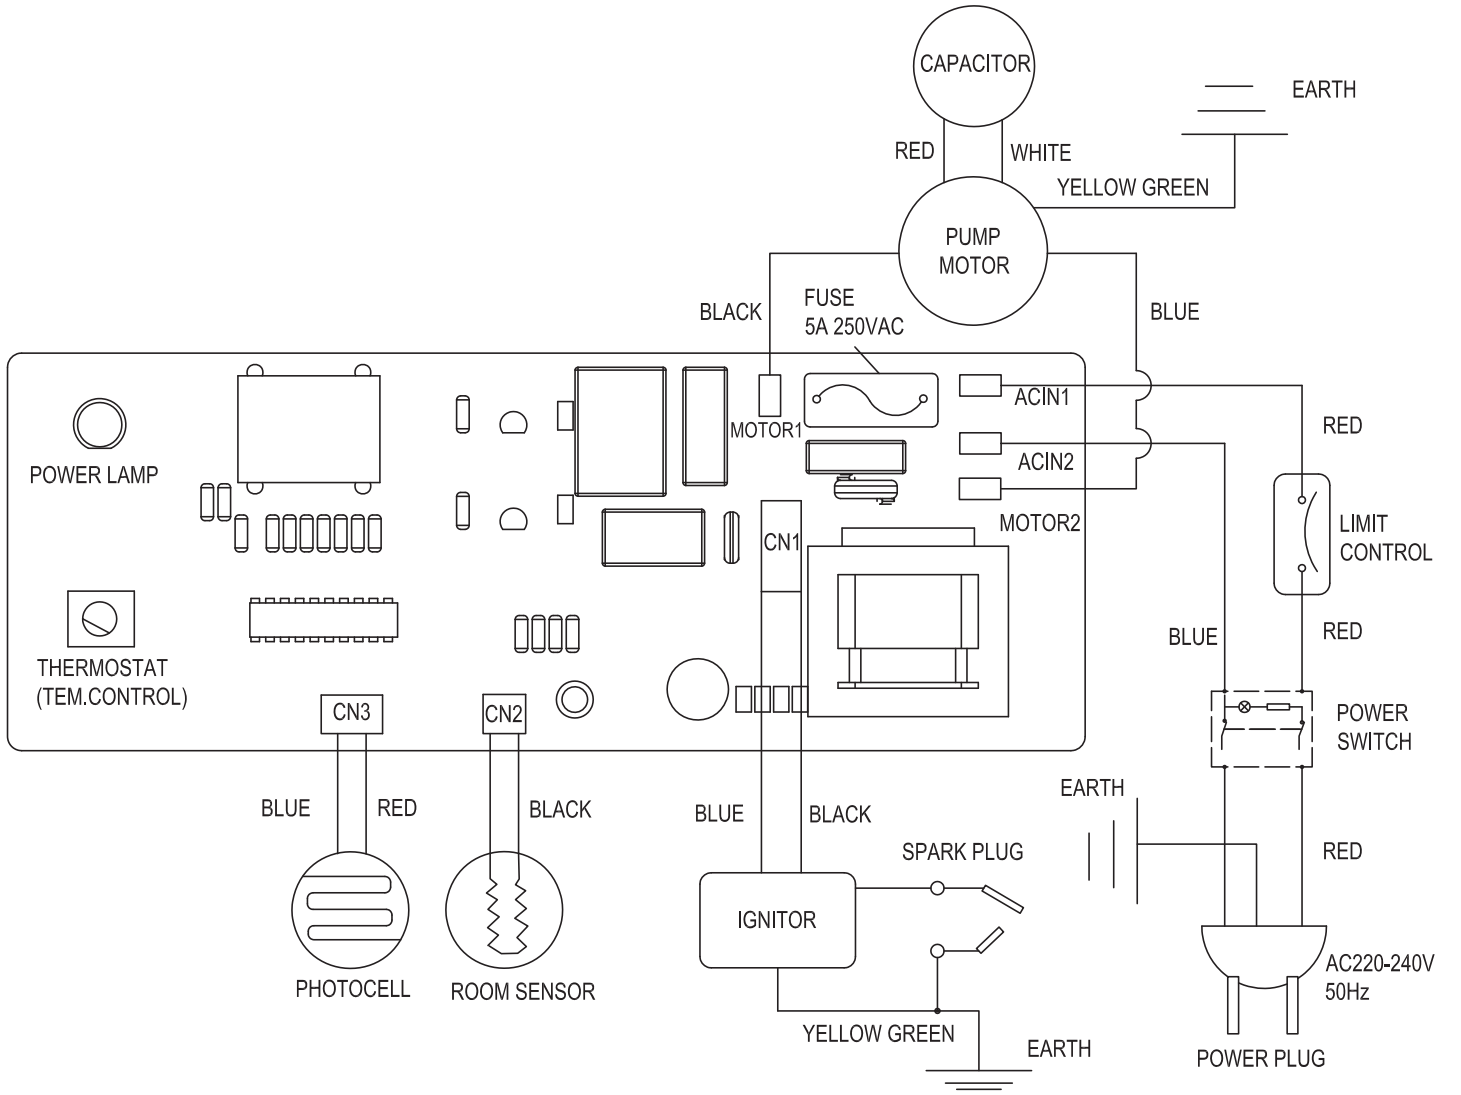 CAPACITOR
EARTH
RED
WHITE
YELLOW GREEN
PUMP
MOTOR
BLACK
FUSE
5A 250VAC
BLUE
MOTOR1
ACIN1
RED
POWER LAMP
ACIN2
MOTOR2
CN1
LIMIT
CONTROL
BLUE
RED
THERMOSTAT
(TEM.CONTROL)
CN3
CN2
POWER
SWITCH
EARTH
BLUE
RED
BLACK
BLUE
BLACK
SPARK PLUG
RED
IGNITOR
AC220-240V
50Hz
PHOTOCELL
ROOM SENSOR
YELLOW GREEN
EARTH
POWER PLUG